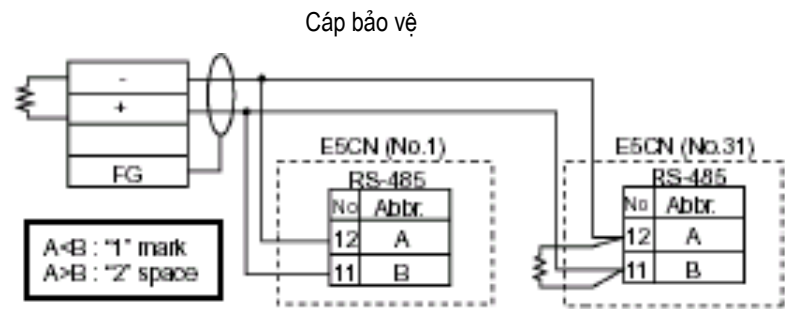 Cáp bảo vệ
-
+
FG
E5CN (No.1)
RS-485
No Abbr.
12 A
11 B
E5CN (No.31)
RS-485
No Abbr.
12 A
11 B
A<B : "1" mark
A>B : "2" space